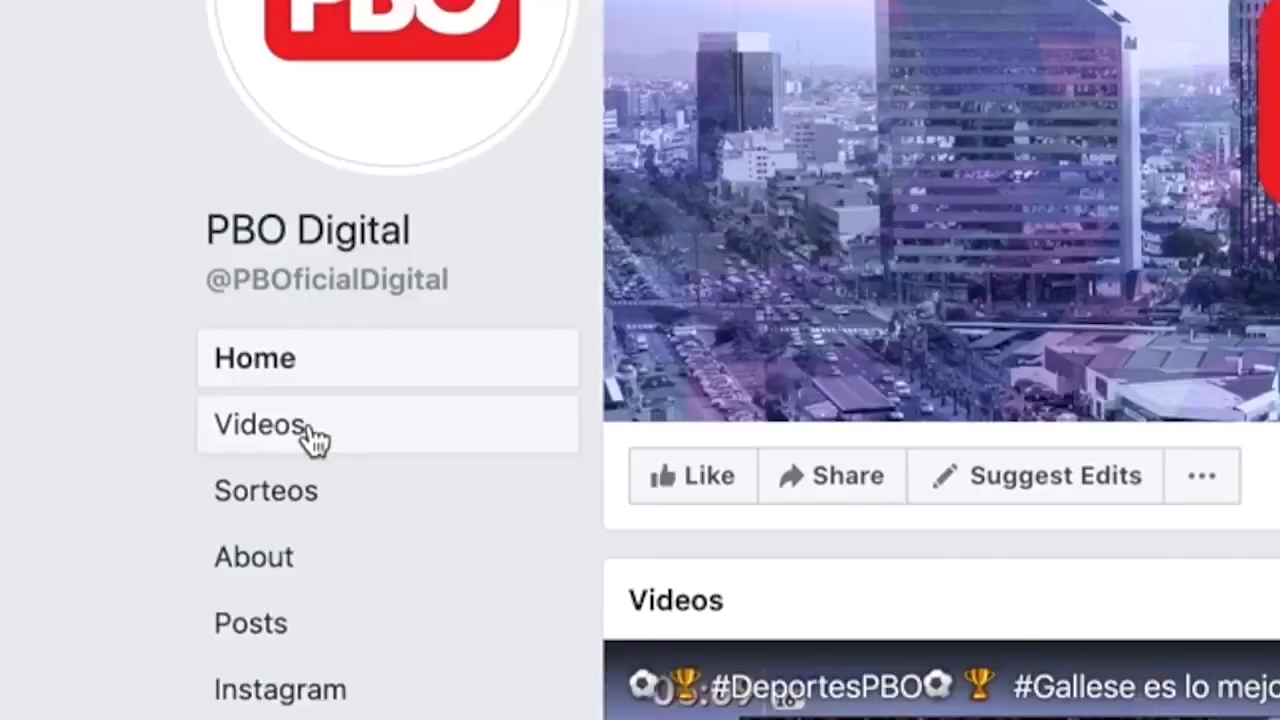 PBO
PBO Digital
@PBOficialDigital
Home
Videos
Sorteos
About
Posts
Instagram
Like
Share
Suggest Edits
Videos
⚽🏆 #DeportesPBO⚽🏆 #Gallese es lo mejo